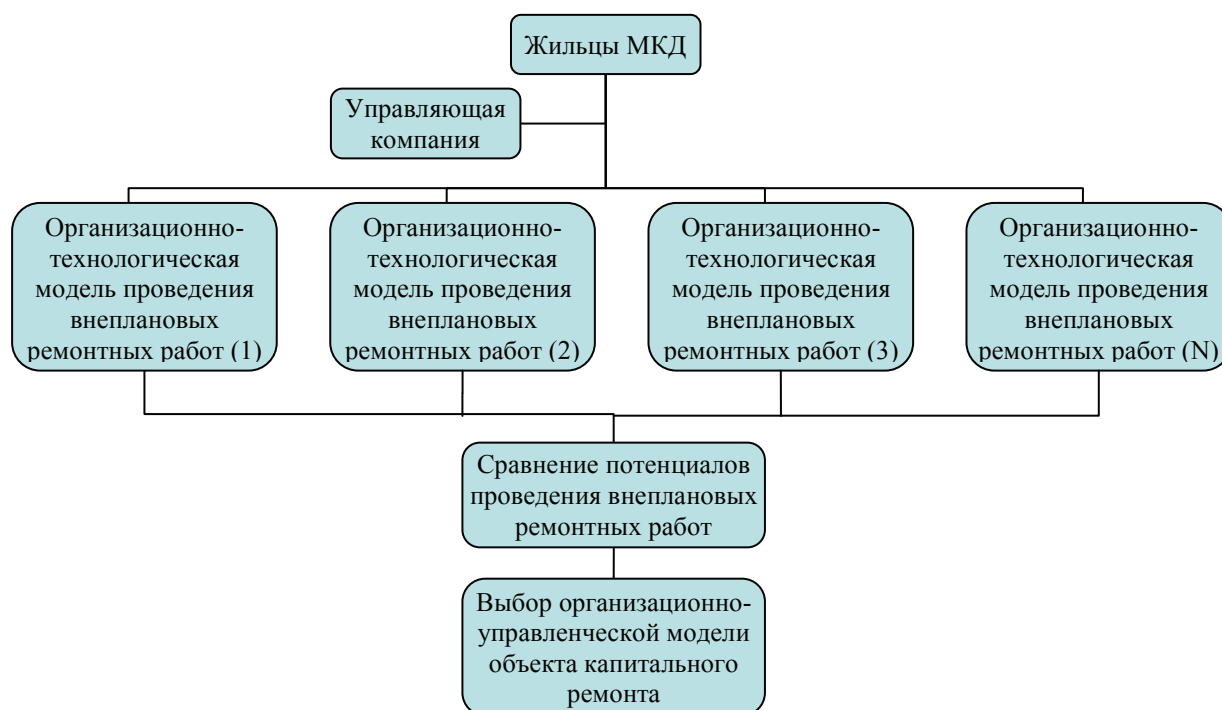 Жильцы МКД
Управляющая
компания
Организационно-
технологическая
модель проведения
внеплановых
ремонтных работ (1)
Организационно-
технологическая
модель проведения
внеплановых
ремонтных работ (2)
Организационно-
технологическая
модель проведения
внеплановых
ремонтных работ (3)
Организационно-
технологическая
модель проведения
внеплановых
ремонтных работ (N)
Сравнение потенциалов
проведения внеплановых
ремонтных работ
Выбор организационно-
управленческой модели
объекта капитального
ремонта